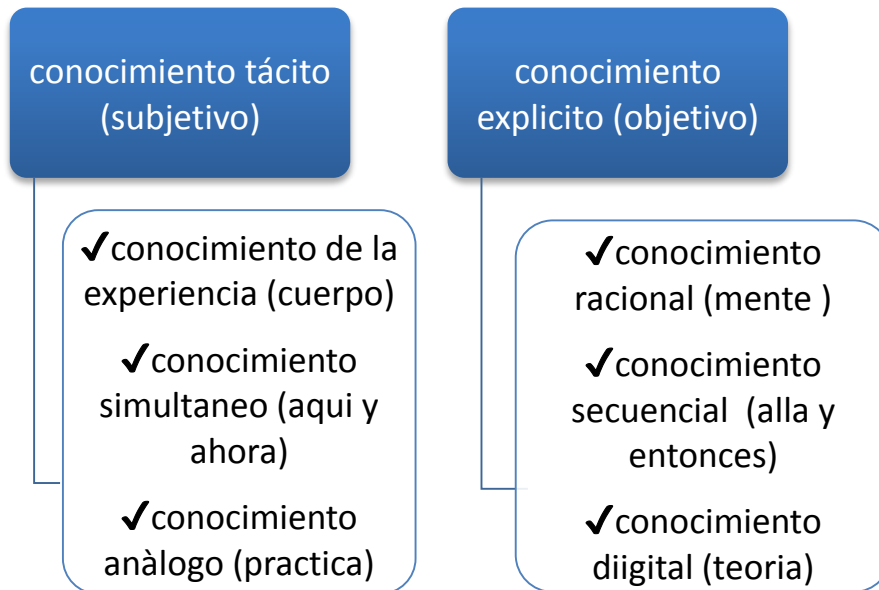 conocimiento tácito
(subjetivo)
✔conocimiento de la
experiencia (cuerpo)
✔conocimiento
simultaneo (aqui y
ahora)
✔conocimiento
anàlogo (practica)
conocimiento
explicito (objetivo)
✔conocimiento
racional (mente )
✔conocimiento
secuencial (alla y
entonces)
✔conocimiento
diigital (teoria)